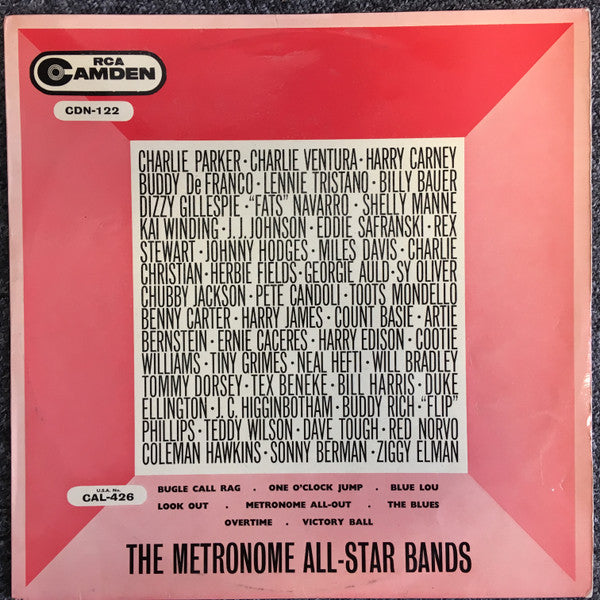 RCA
CAMDEN
CDN-122
CHARLIE PARKER · CHARLIE VENTURA · HARRY CARNEY
BUDDY De FRANCO · LENNIE TRISTANO · BILLY BAUER
DIZZY GILLESPIE · "FATS" NAVARRO · SHELLY MANNE
KAI WINDING · J.J. JOHNSON · EDDIE SAFRANSKI · REX
STEWART · JOHNNY HODGES · MILES DAVIS · CHARLIE
CHRISTIAN · HERBIE FIELDS · GEORGIE AULD · SY OLIVER
CHUBBY JACKSON · PETE CANDOLI · TOOTS MONDELLO
BENNY CARTER · HARRY JAMES · COUNT BASIE · ARTIE
BERNSTEIN · ERNIE CACERES · HARRY EDISON · COOTIE
WILLIAMS · TINY GRIMES · NEAL HEFTI · WILL BRADLEY
TOMMY DORSEY · TEX BENEKE · BILL HARRIS · DUKE
ELLINGTON · J.C. HIGGINBOTHAM · BUDDY RICH · "FLIP"
PHILLIPS · TEDDY WILSON · DAVE TOUGH · RED NORVO
COLEMAN HAWKINS · SONNY BERMAN · ZIGGY ELMAN
U.S.A. No.
CAL-426
BUGLE CALL RAG . ONE O'CLOCK JUMP . BLUE LOU
LOOK OUT . METRONOME ALL-OUT . THE BLUES
OVERTIME . VICTORY BALL
THE METRONOME ALL-STAR BANDS